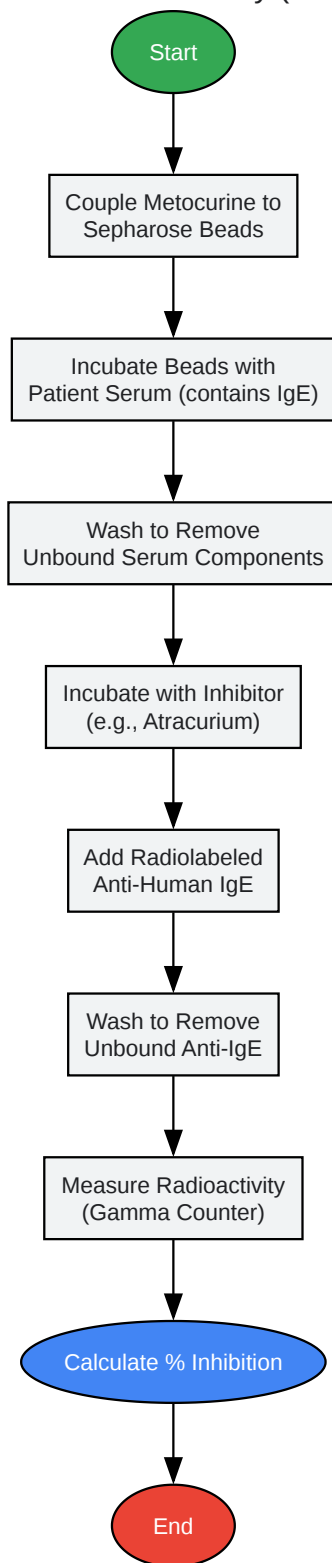 Start
Couple Metocurine to
Sepharose Beads
Incubate Beads with
Patient Serum (contains IgE)
Wash to Remove
Unbound Serum Components
Incubate with Inhibitor
(e.g., Atracurium)
Add Radiolabeled
Anti-Human IgE
Wash to Remove
Unbound Anti-IgE
Measure Radioactivity
(Gamma Counter)
Calculate % Inhibition
End